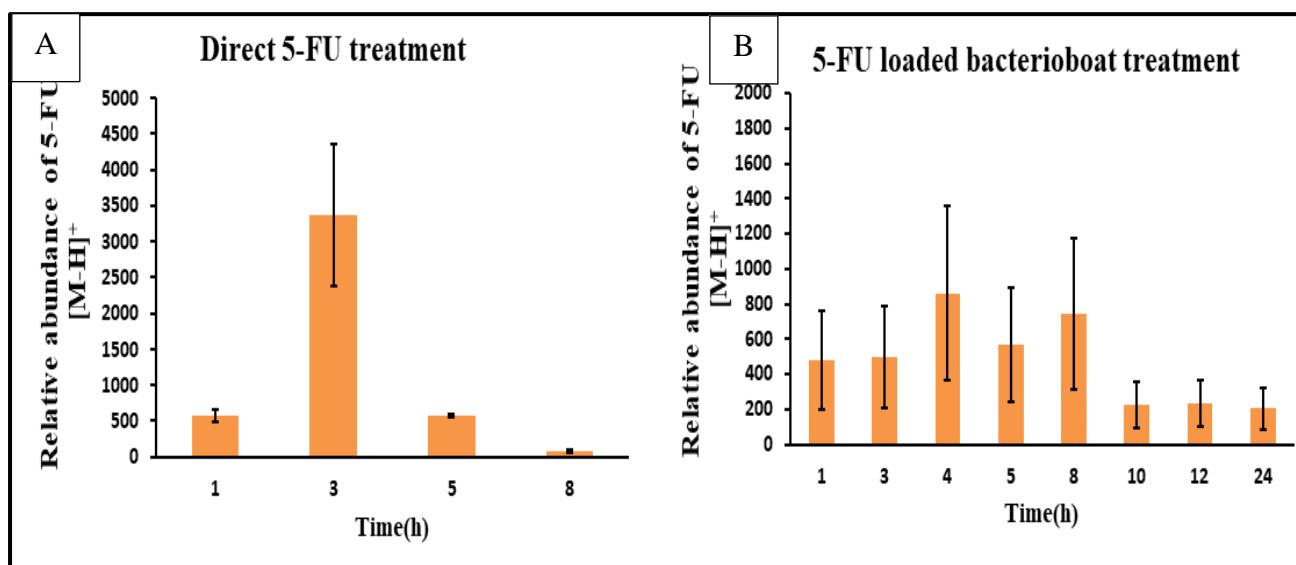 A
Direct 5-FU treatment
Relative abundance of 5-FU
[M-H]+
5000
4500
4000
3500
3000
2500
2000
1500
1000
500
0
1 3 5 8
Time(h)
B
5-FU loaded bacterioboat treatment
Relative abundance of 5-FU
[M-H]+
2000
1800
1600
1400
1200
1000
800
600
400
200
0
1 3 4 5 8 10 12 24
Time(h)